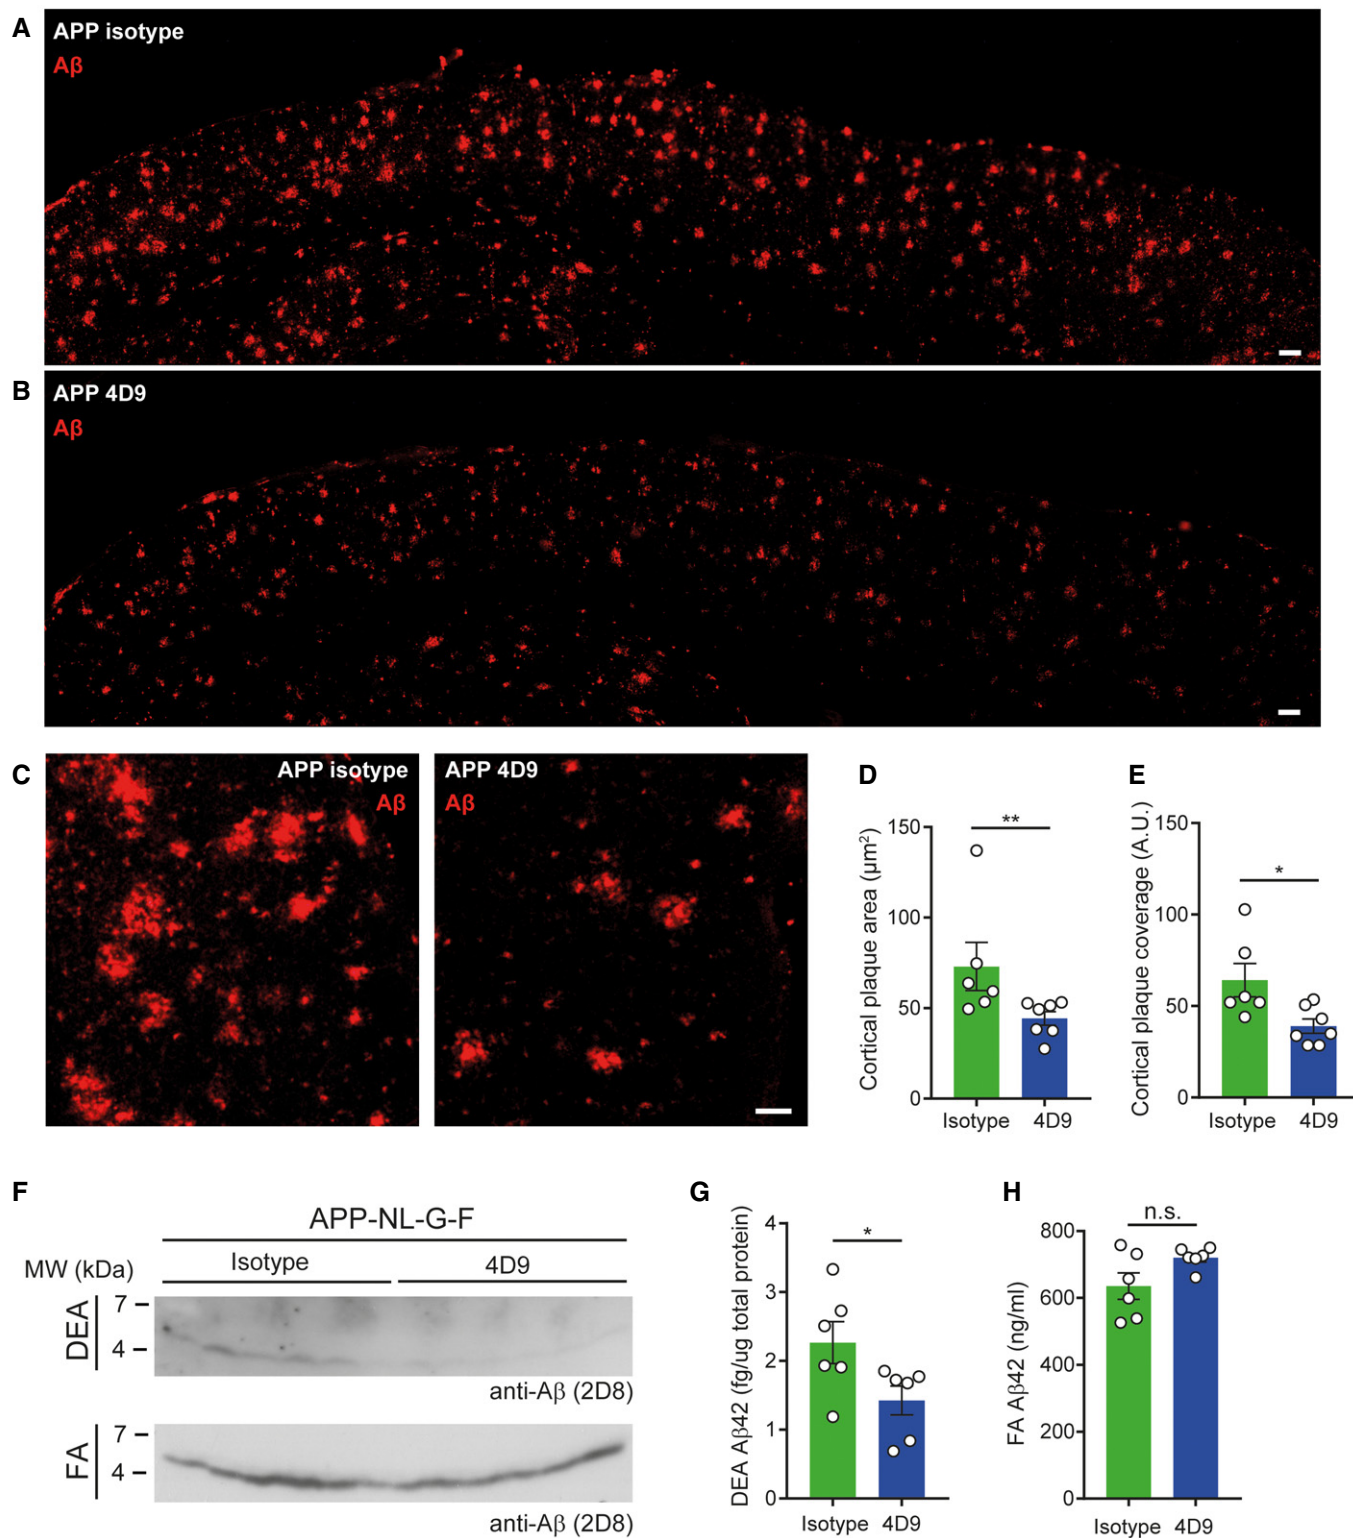 A
APP isotype
Aβ
B
APP 4D9
Aβ
C
APP isotype
Aβ
APP 4D9
Aβ
D
Cortical plaque area (µm²)
150
100
50
0
**
Isotype
4D9
E
Cortical plaque coverage (A.U.)
150
100
50
0
*
Isotype
4D9
F
APP-NL-G-F
Isotype
4D9
MW (kDa)
DEA
7
4
anti-Aβ (2D8)
FA
7
4
anti-Aβ (2D8)
G
DEA Aβ42 (fg/ug total protein)
4
3
2
1
0
*
Isotype
4D9
H
FA Aβ42 (ng/ml)
800
600
400
200
0
n.s.
Isotype
4D9